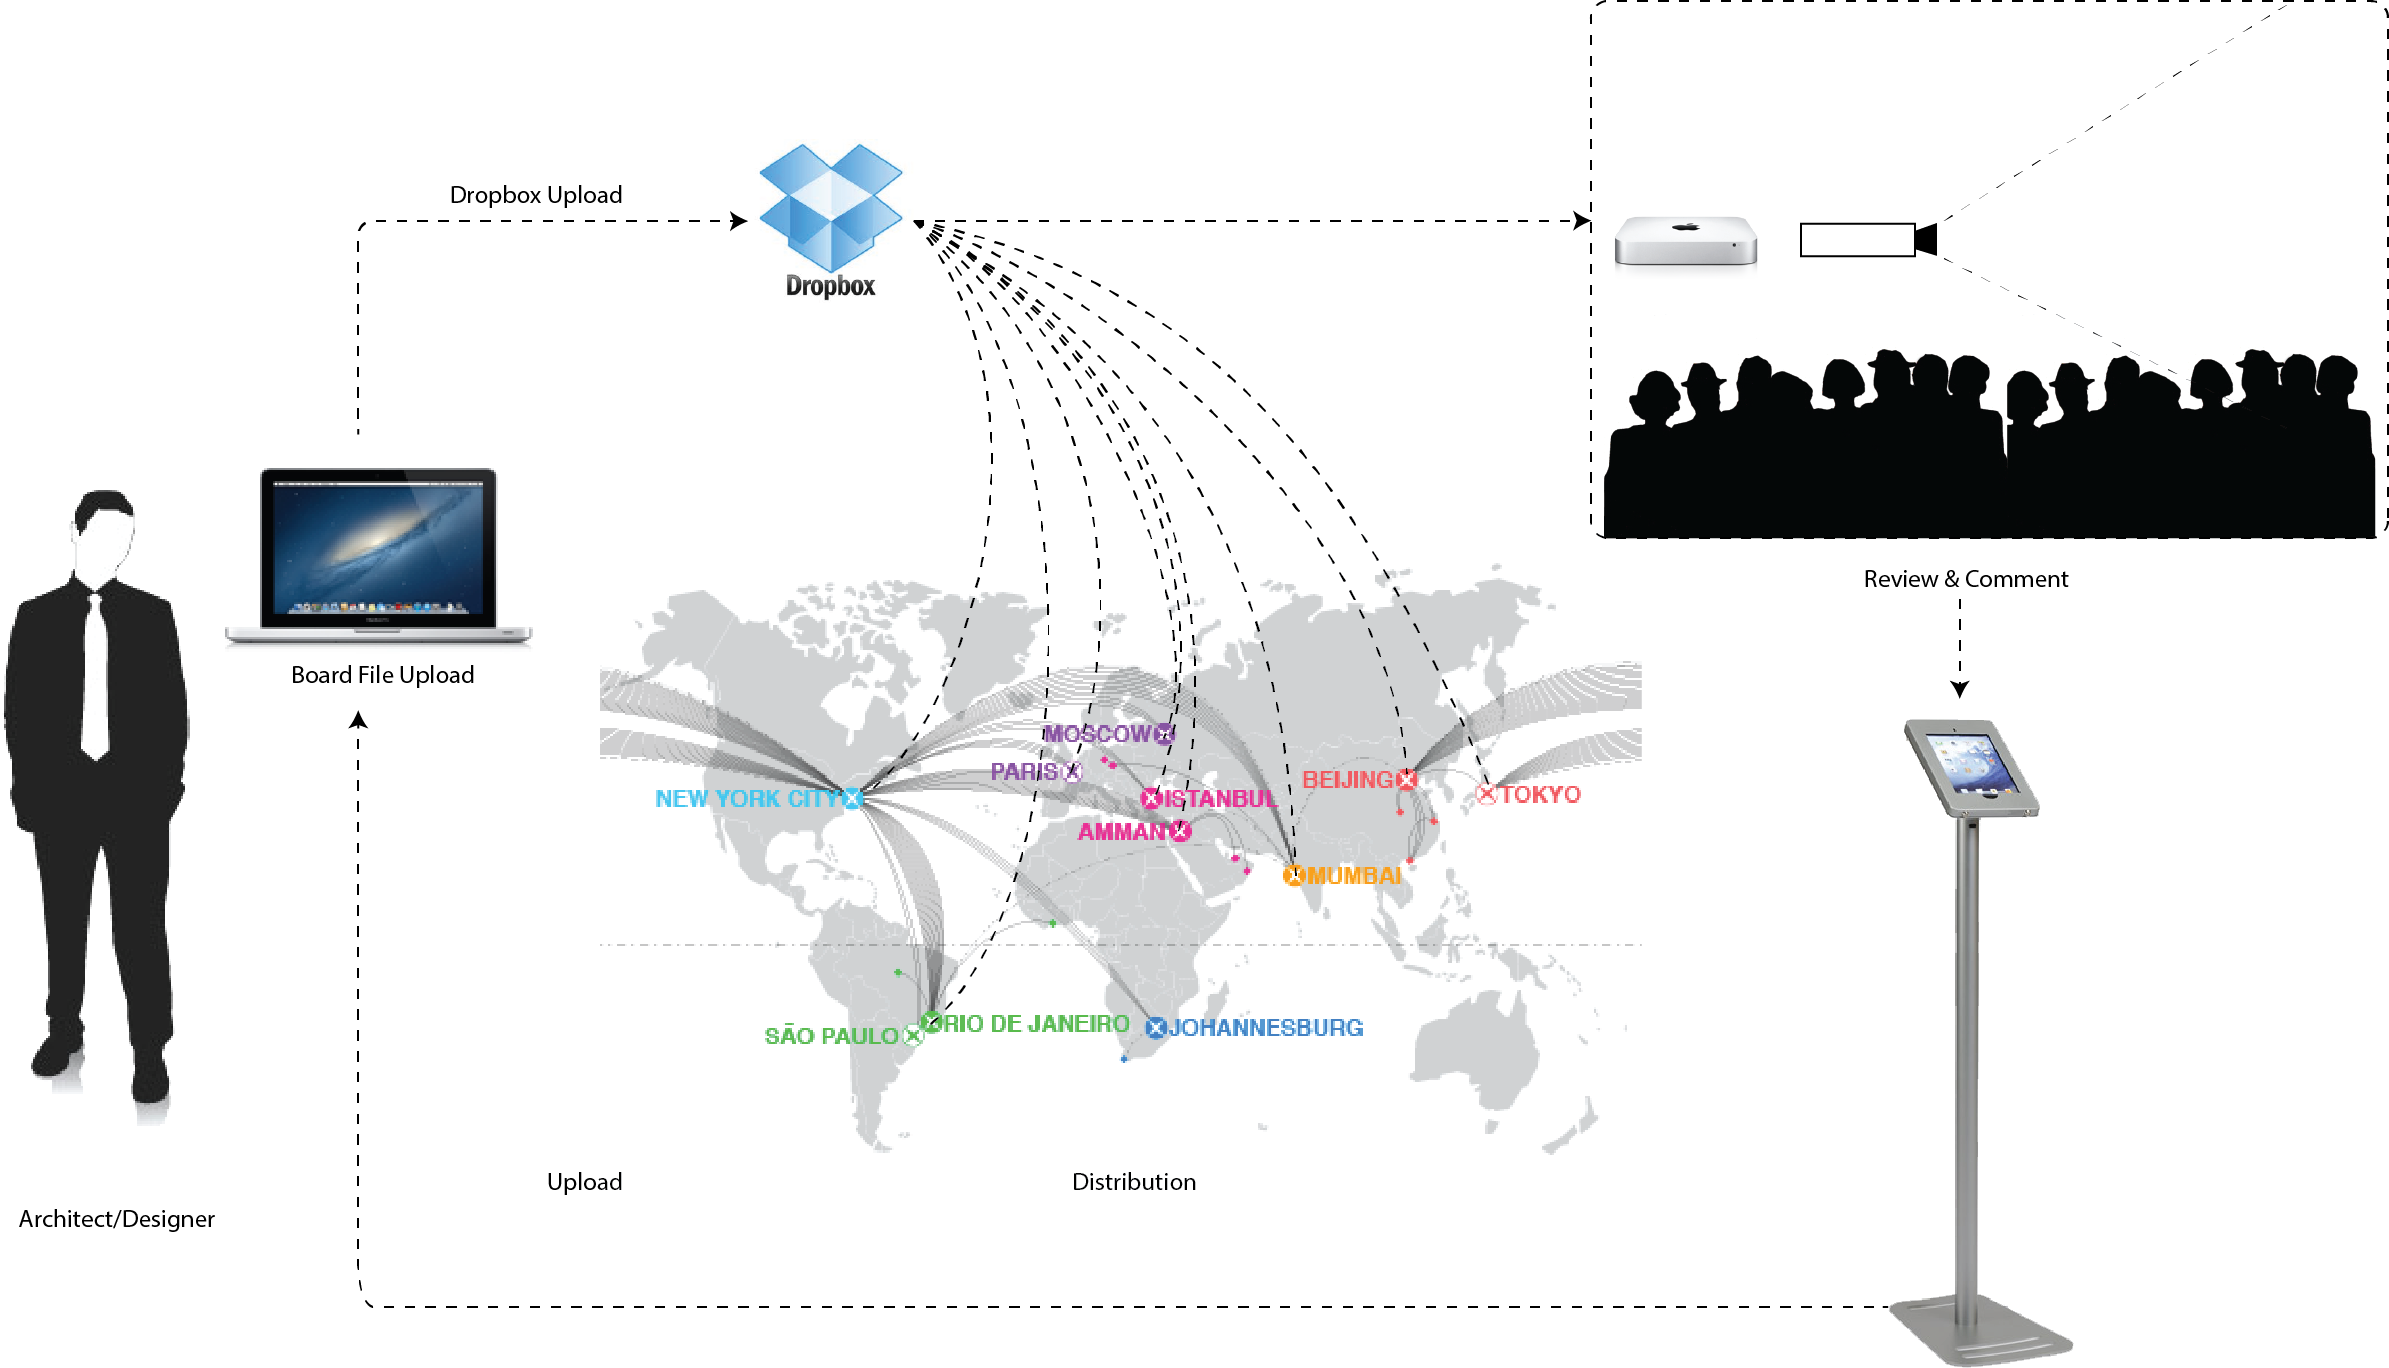 Dropbox Upload
Dropbox
Review & Comment
Board File Upload
MOSCOW
PARIS
NEW YORK CITY
ISTANBUL
BEIJING
TOKYO
AMMAN
MUMBAI
RIO DE JANEIRO
SÃO PAULO
JOHANNESBURG
Upload
Distribution
Architect/Designer